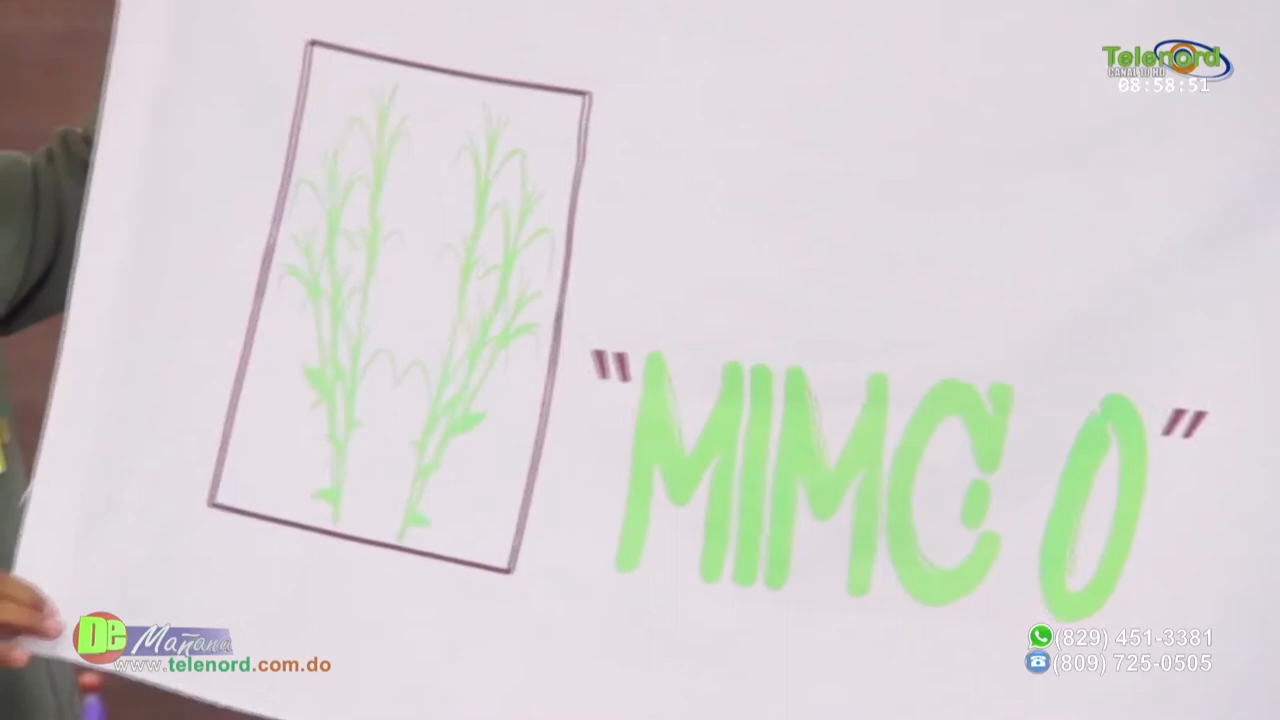 Telenord
CANAL 10 HD
08:58:51
"MIMC O"
De Mañana
www.telenord.com.do
(829) 451-3381
(809) 725-0505